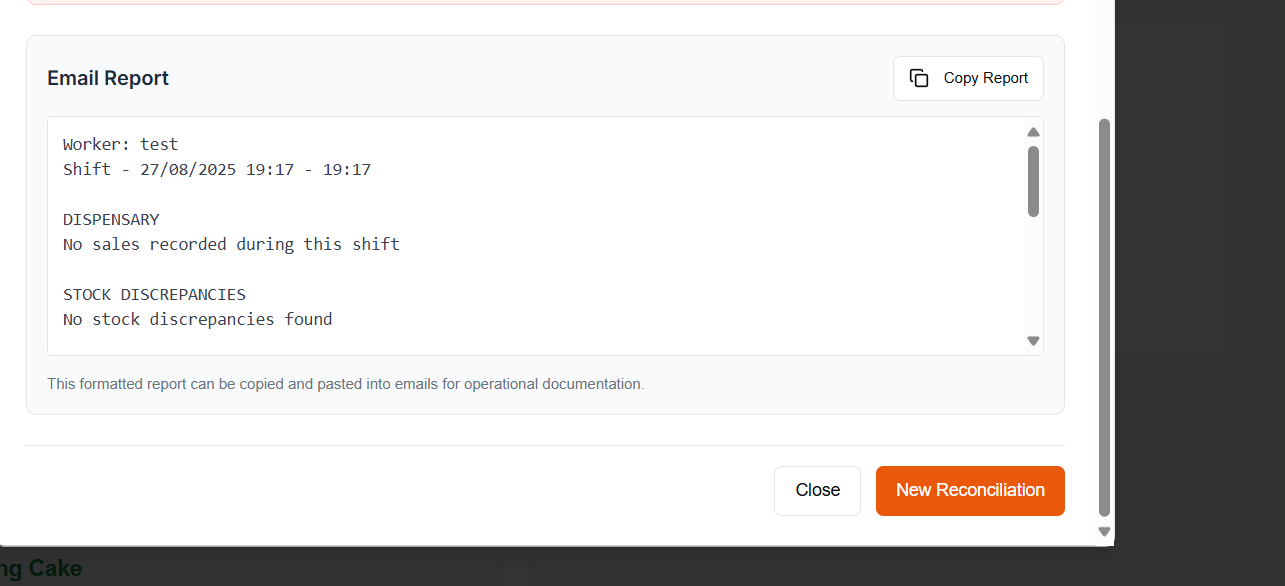 Email Report
Copy Report
Worker: test
Shift - 27/08/2025 19:17 - 19:17
DISPENSARY
No sales recorded during this shift
STOCK DISCREPANCIES
No stock discrepancies found
This formatted report can be copied and pasted into emails for operational documentation.
Close
New Reconciliation
Cake